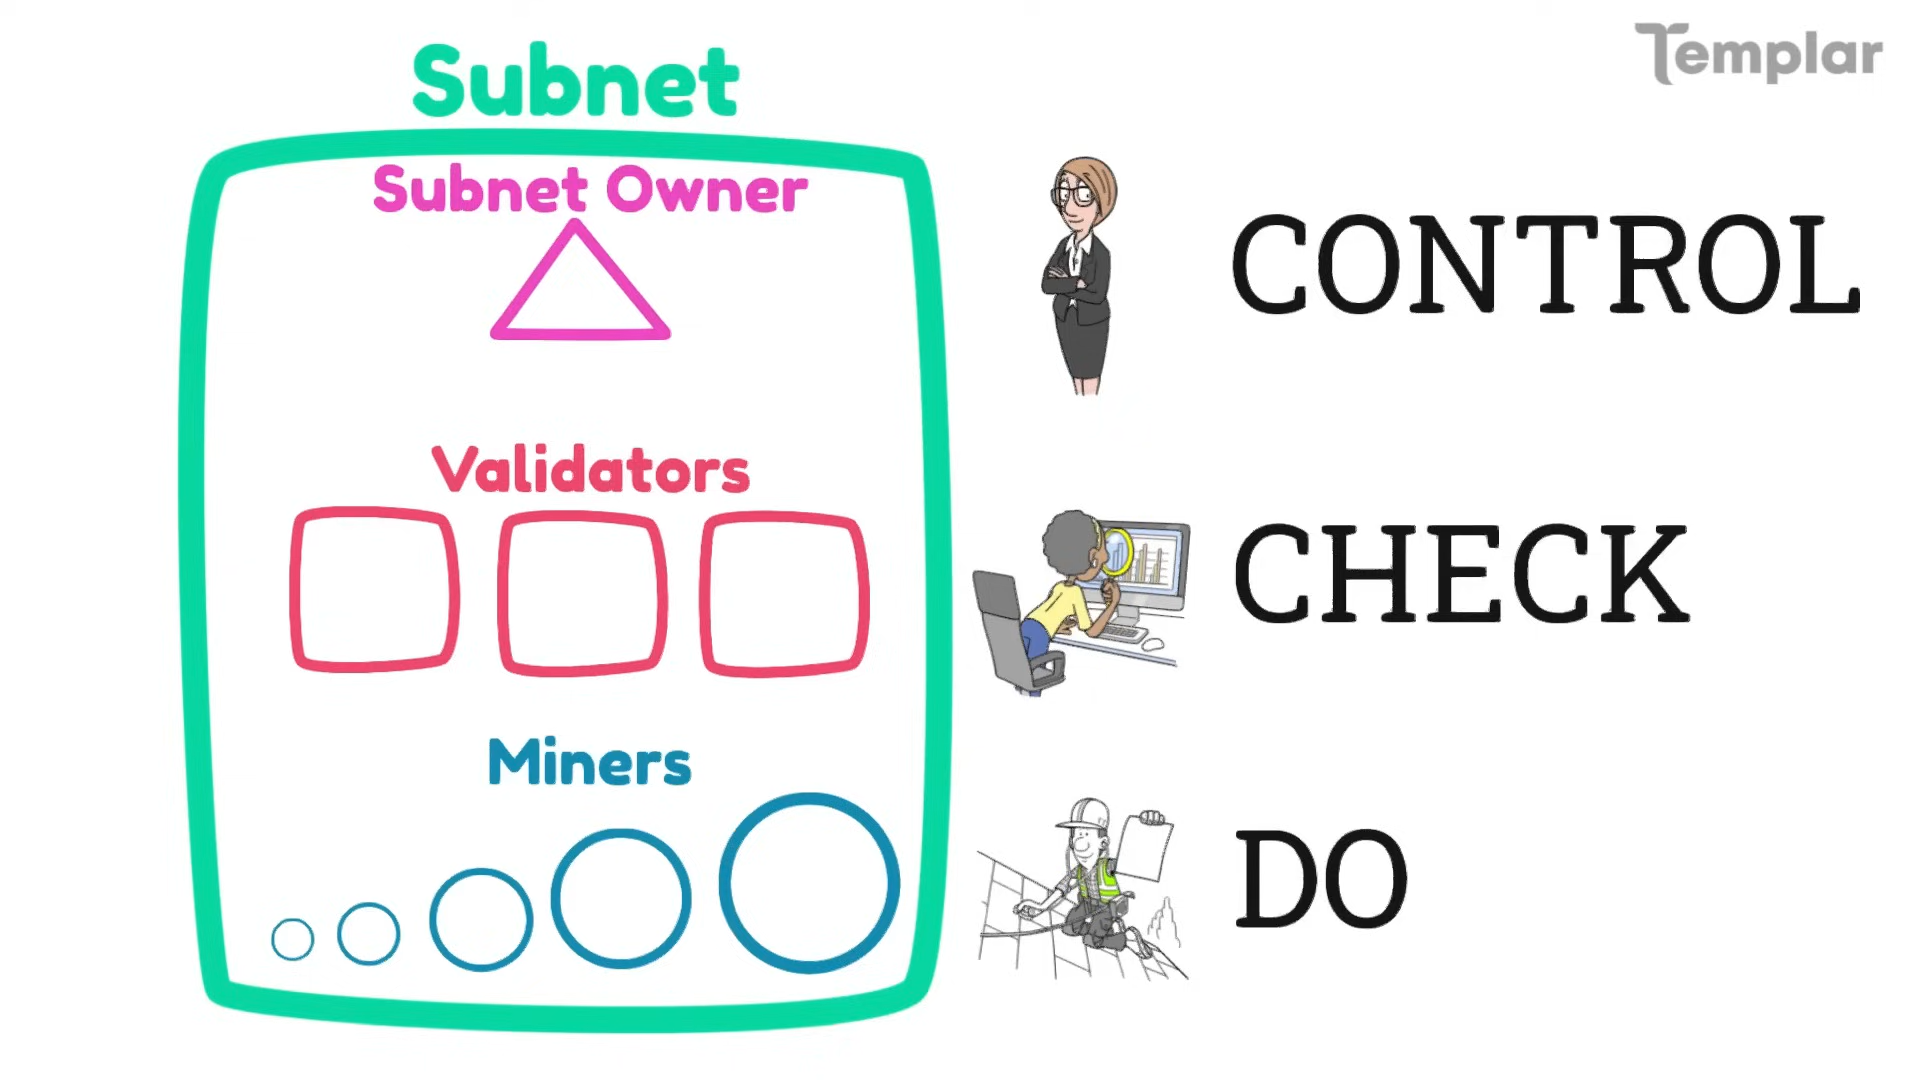 Templar
Subnet
Subnet Owner
CONTROL
Validators
CHECK
Miners
DO